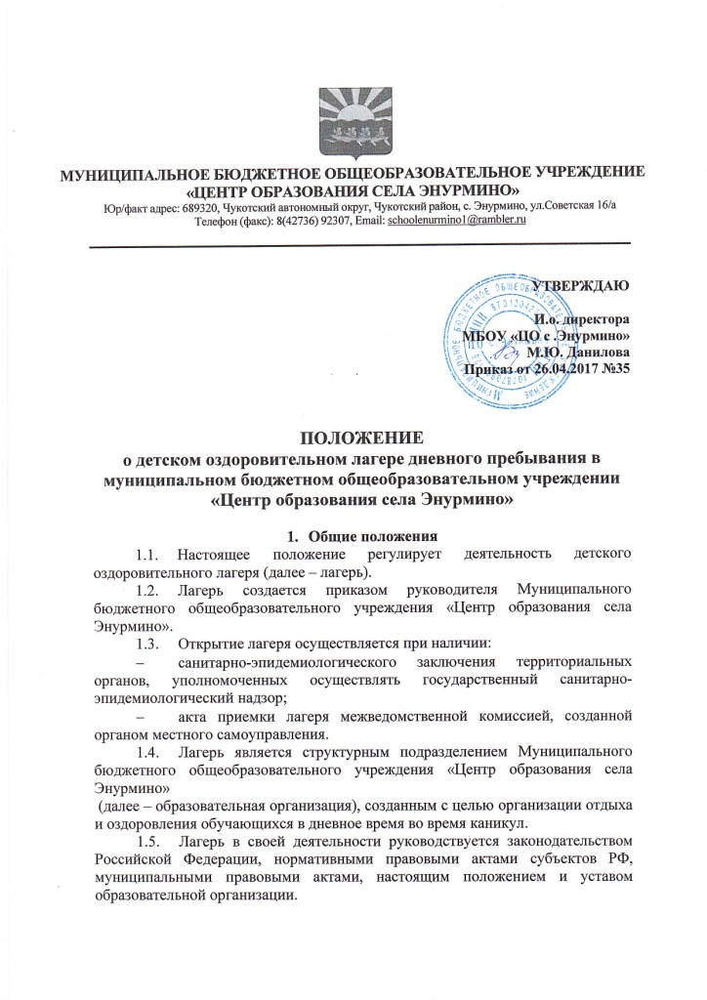 МУНИЦИПАЛЬНОЕ БЮДЖЕТНОЕ ОБЩЕОБРАЗОВАТЕЛЬНОЕ УЧРЕЖДЕНИЕ
«ЦЕНТР ОБРАЗОВАНИЯ СЕЛА ЭНУРМИНО»
Юр/факт адрес: 689320, Чукотский автономный округ, Чукотский район, с. Энурмино, ул.Советская 16/а
Телефон (факс): 8(42736) 92307, Email: schoolenurmino1@rambler.ru
УТВЕРЖДАЮ
И.о. директора
МБОУ «ЦО с .Энурмино»
М.Ю. Данилова
Приказ от 26.04.2017 №35
ПОЛОЖЕНИЕ
о детском оздоровительном лагере дневного пребывания в
муниципальном бюджетном общеобразовательном учреждении
«Центр образования села Энурмино»
1. Общие положения
1.1. Настоящее положение регулирует деятельность детского
оздоровительного лагеря (далее – лагерь).
1.2. Лагерь создается приказом руководителя Муниципального
бюджетного общеобразовательного учреждения «Центр образования села
Энурмино».
1.3. Открытие лагеря осуществляется при наличии:
– санитарно-эпидемиологического заключения территориальных
органов, уполномоченных осуществлять государственный санитарно-
эпидемиологический надзор;
– акта приемки лагеря межведомственной комиссией, созданной
органом местного самоуправления.
1.4. Лагерь является структурным подразделением Муниципального
бюджетного общеобразовательного учреждения «Центр образования села
Энурмино»
(далее – образовательная организация), созданным с целью организации отдыха
и оздоровления обучающихся в дневное время во время каникул.
1.5. Лагерь в своей деятельности руководствуется законодательством
Российской Федерации, нормативными правовыми актами субъектов РФ,
муниципальными правовыми актами, настоящим положением и уставом
образовательной организации.